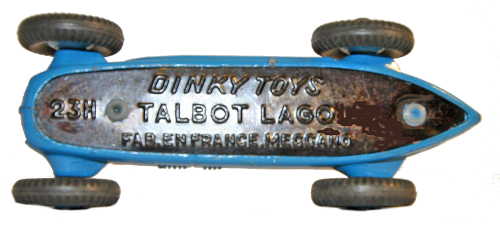 DINKY TOYS
23H TALBOT LAGO
FAB. EN FRANCE. MECCANO